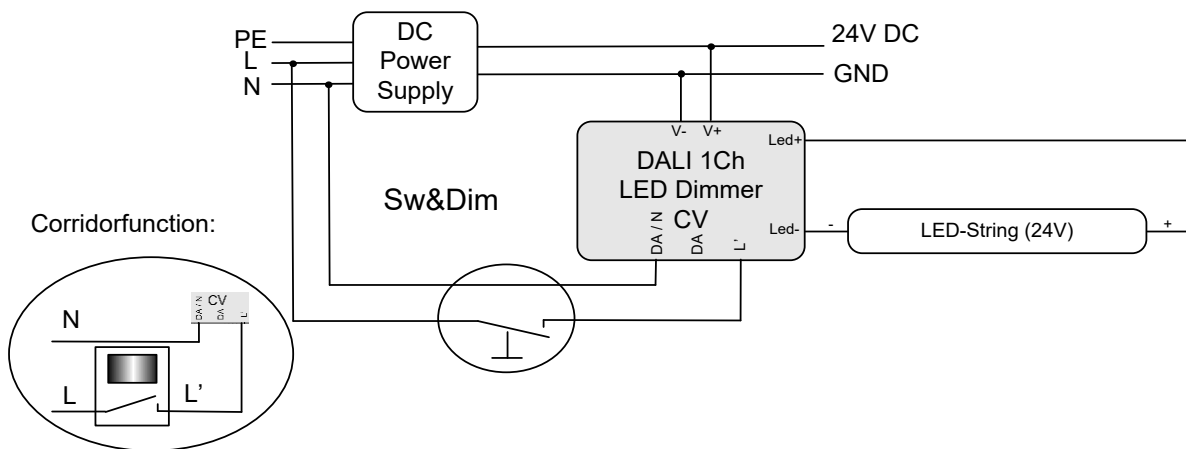 PE
L
N
DC
Power
Supply
24V DC
GND
V- V+
Led+
DALI 1Ch
LED Dimmer
CV
Led-
DA / N
DA
L'
- LED-String (24V) +
Sw&Dim
Corridorfunction:
CV
DA / N
DA
L'
N
L
L’